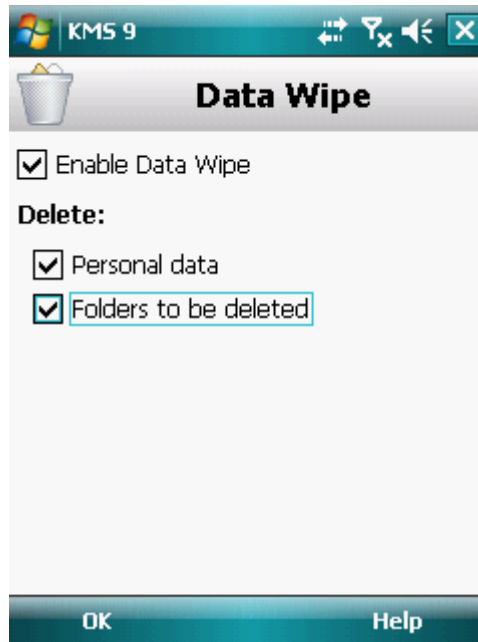 KMS 9
Data Wipe
Enable Data Wipe
Delete:
Personal data
Folders to be deleted
OK Help